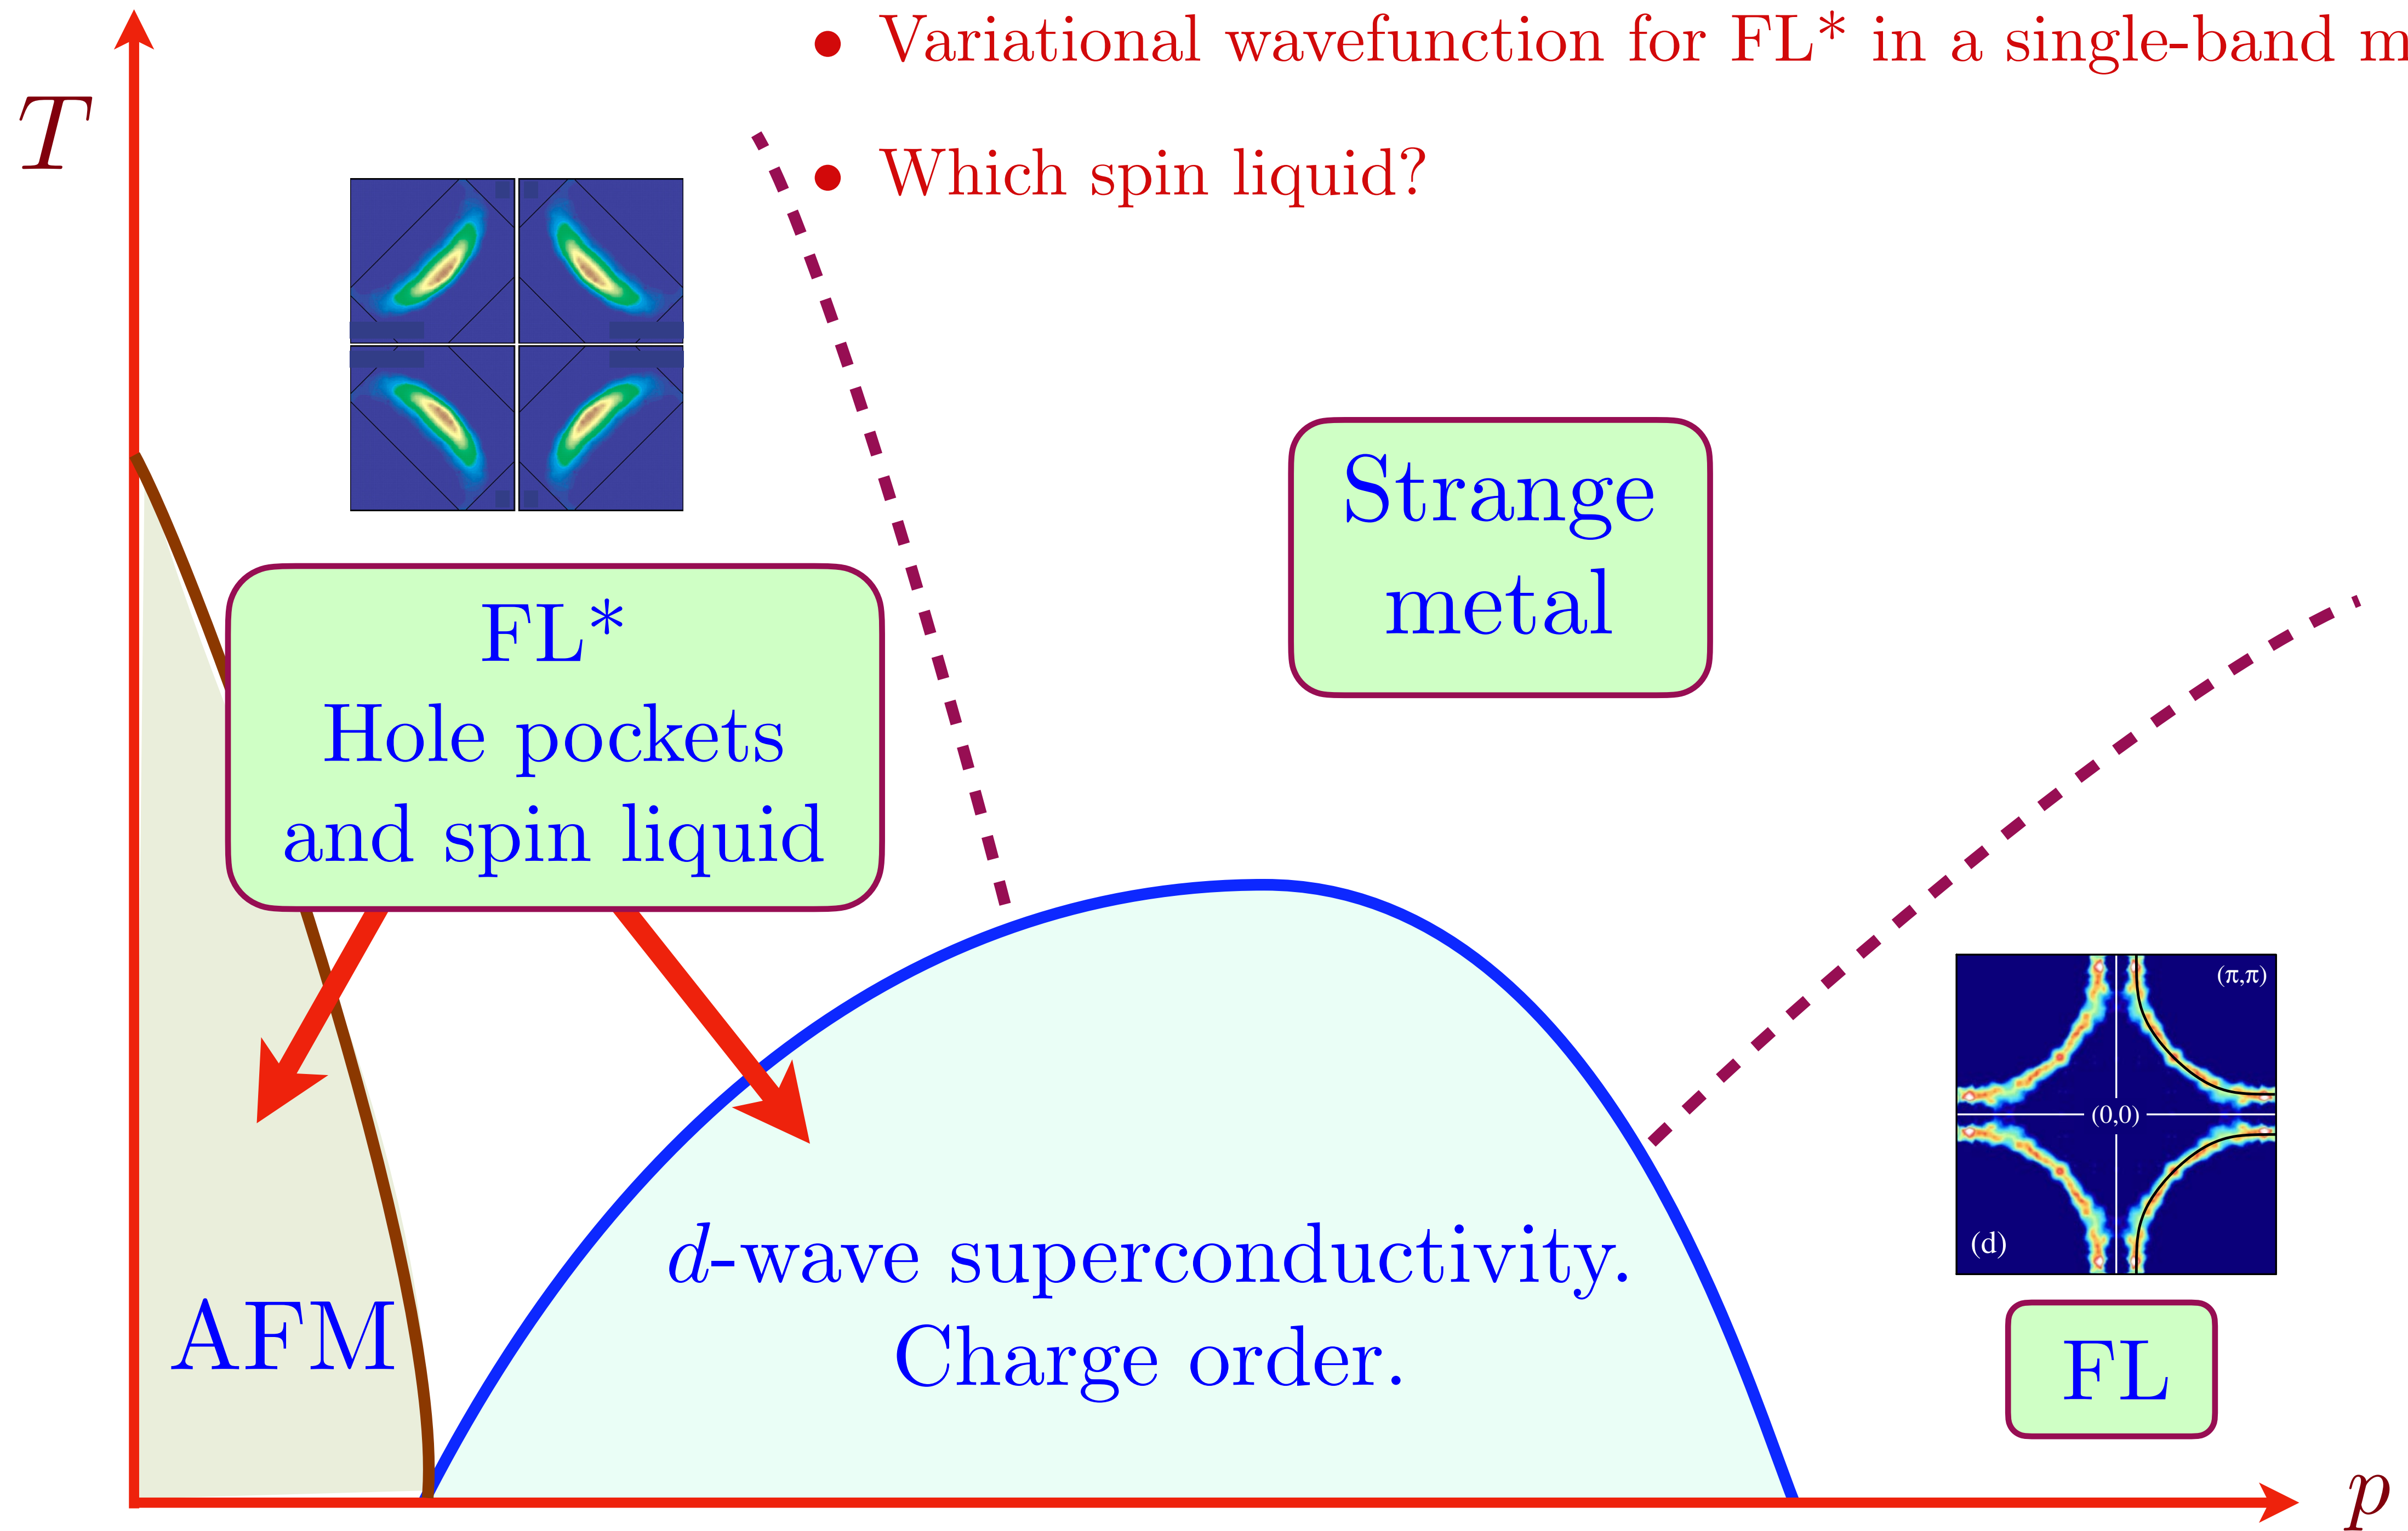 • Variational wavefunction for FL* in a single-band m
• Which spin liquid?
T
Strange
metal
FL*
Hole pockets
and spin liquid
(π,π)
(0,0)
(d)
d-wave superconductivity.
Charge order.
AFM
FL
p